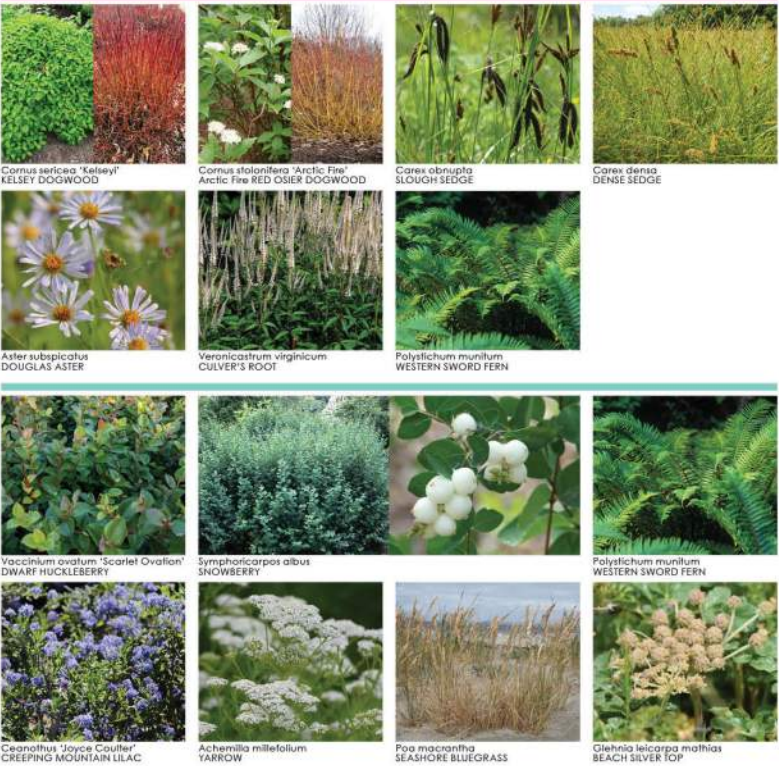 Cornus sericea 'Kelseyi'
KELSEY DOGWOOD
Cornus stolonifera 'Arctic Fire'
Arctic Fire RED OSIER DOGWOOD
Carex obnupta
SLOUGH SEDGE
Carex densa
DENSE SEDGE
Aster subspicatus
DOUGLAS ASTER
Veronicastrum virginicum
CULVER'S ROOT
Polystichum munitum
WESTERN SWORD FERN
Vaccinium ovatum 'Scarlet Ovation'
DWARF HUCKLEBERRY
Symphoricarpos albus
SNOWBERRY
Polystichum munitum
WESTERN SWORD FERN
Ceanothus 'Joyce Coulter'
CREEPING MOUNTAIN LILAC
Achemilla millefolium
YARROW
Poa macrantha
SEASHORE BLUEGRASS
Glehnia leicarpa mathias
BEACH SILVER TOP